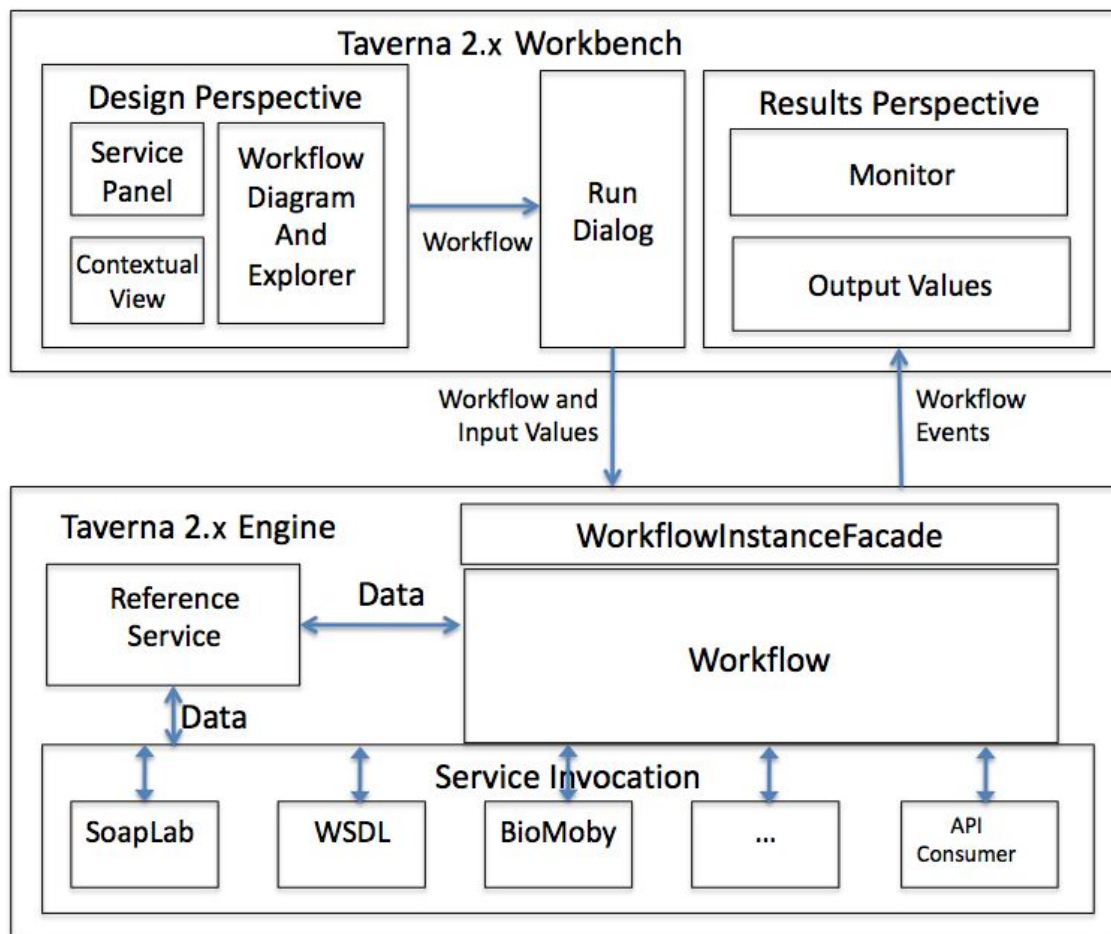 Taverna 2.x Workbench
Design Perspective
Service
Panel
Contextual
View
Workflow
Diagram
And
Explorer
Workflow
Run
Dialog
Results Perspective
Monitor
Output Values
Workflow and
Input Values
Workflow
Events
Taverna 2.x Engine
WorkflowInstanceFacade
Reference
Service
Data
Workflow
Data
Service Invocation
SoapLab
WSDL
BioMoby
...
API
Consumer